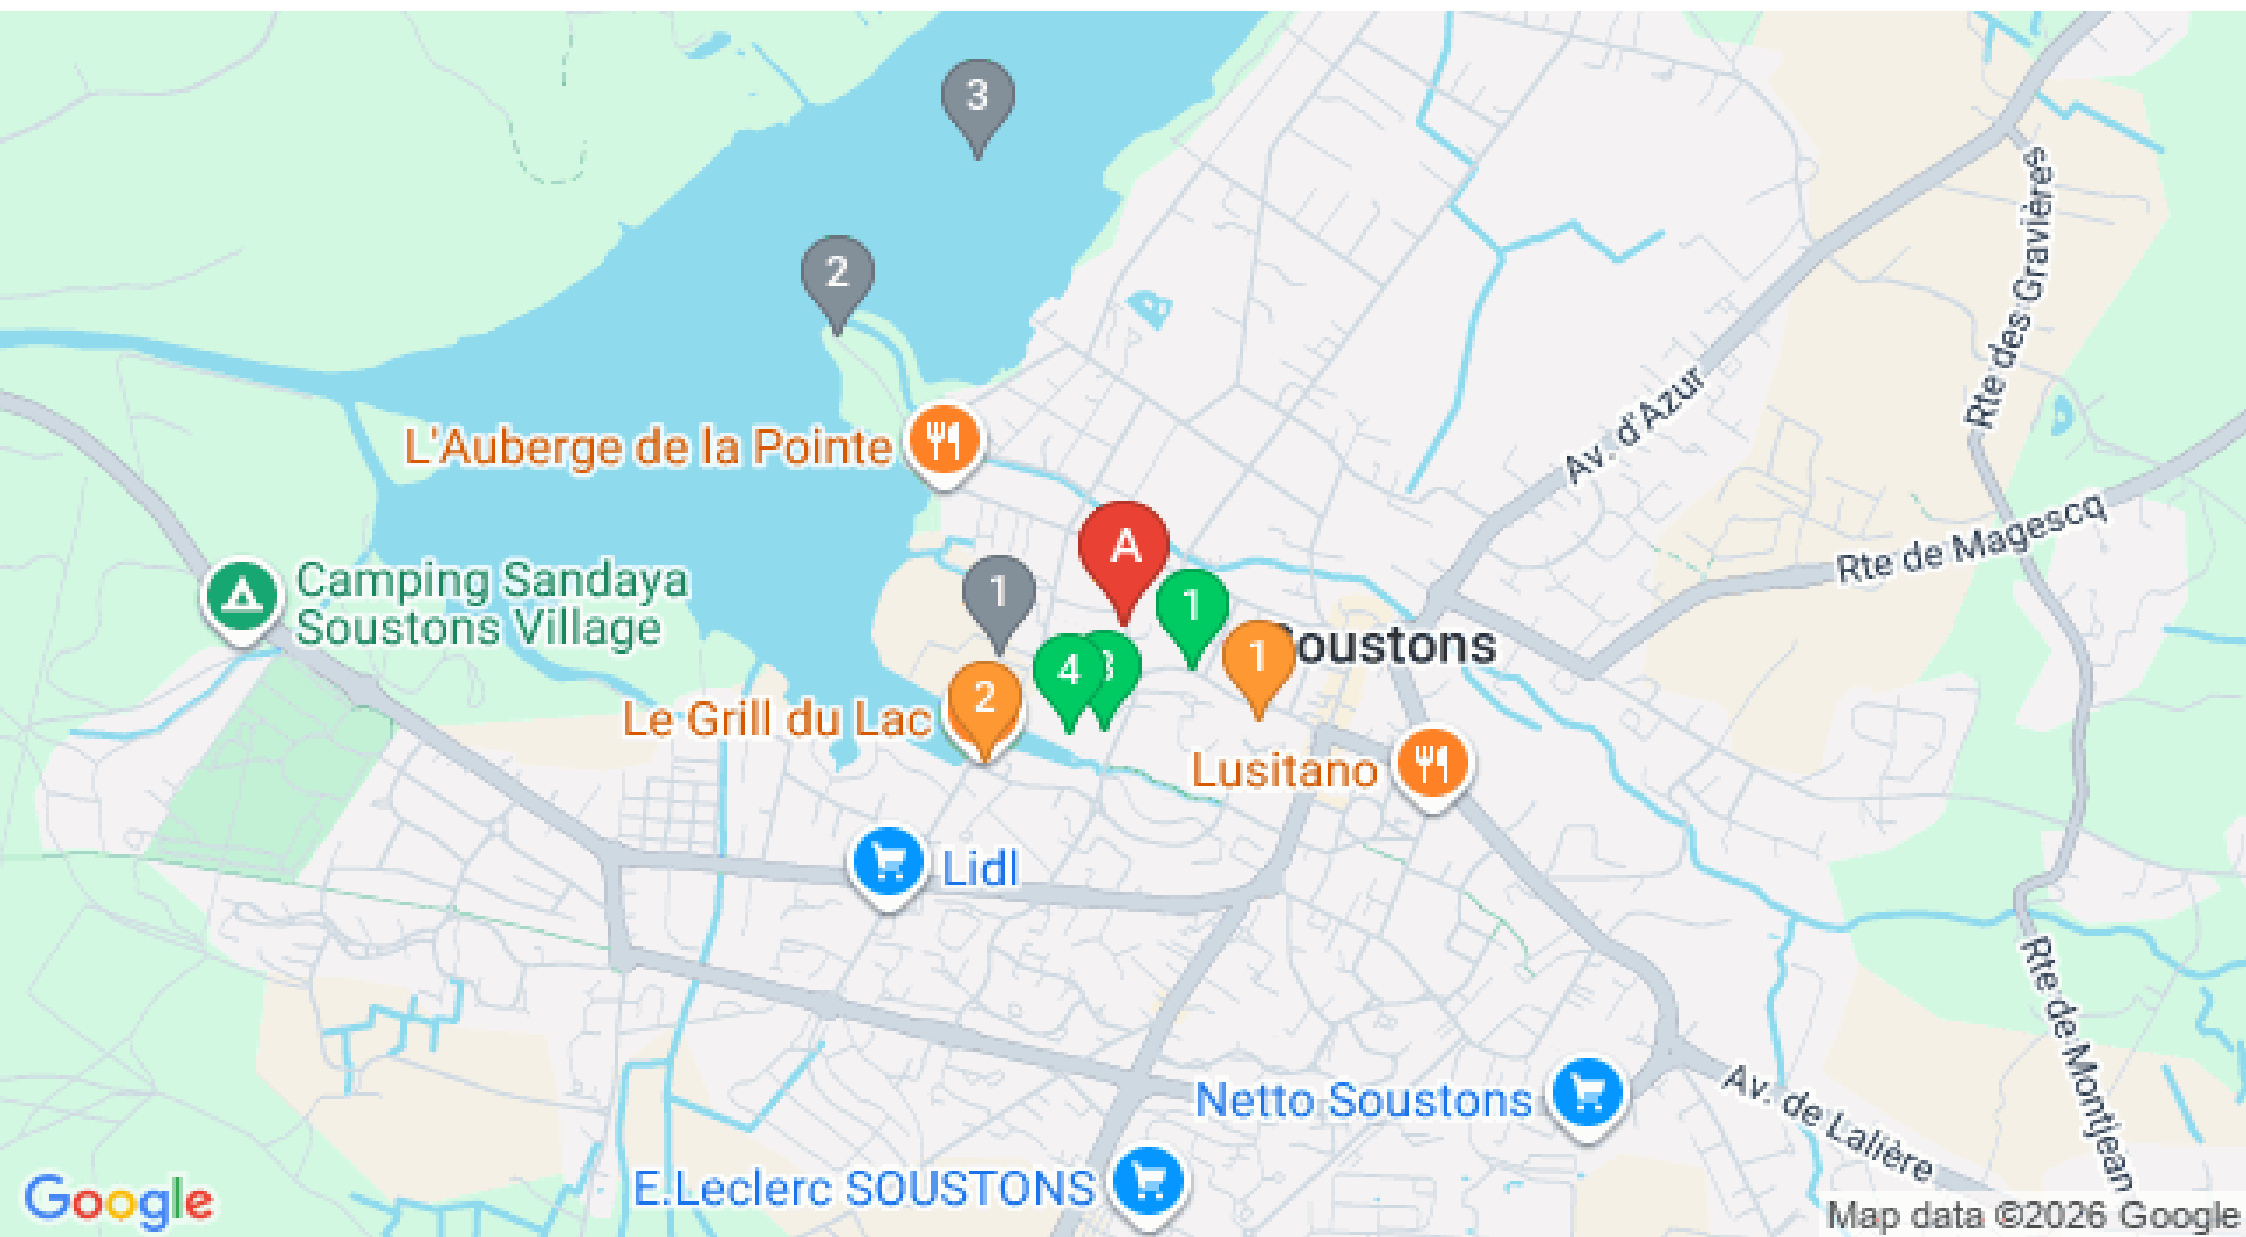 3
2
Rte des Gravières
Av. d'Azur
L'Auberge de la Pointe
Rte de Magescq
A
Camping Sandaya
Soustons Village
1
1
1
oustons
4
3
2
Le Grill du Lac
Lusitano
Lidl
Rte de Montjean
Netto Soustons
Av. de Lalière
E.Leclerc SOUSTONS
Google
Map data ©2026 Google